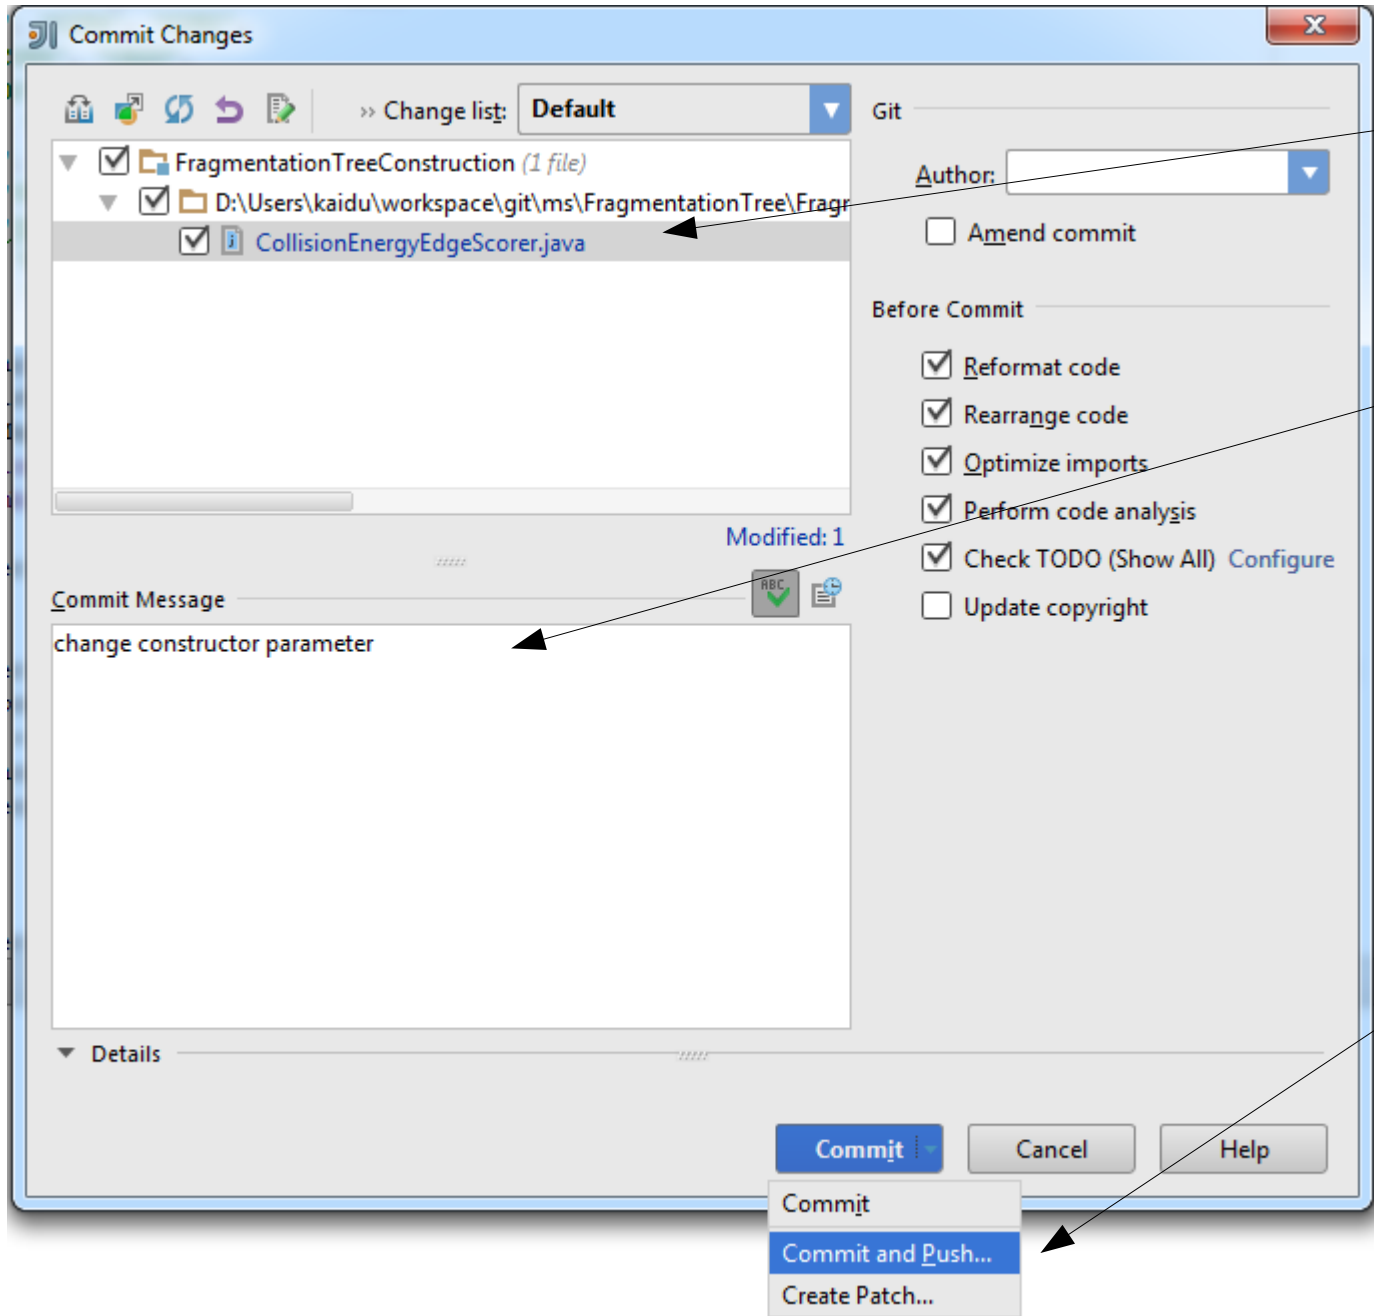 Commit Changes
» Change list: Default
FragmentationTreeConstruction (1 file)
D:\Users\kaidu\workspace\git\ms\FragmentationTree\Fragr
CollisionEnergyEdgeScorer.java
Modified: 1
Commit Message
ABC
change constructor parameter
Details
Git
Author:
Amend commit
Before Commit
Reformat code
Rearrange code
Optimize imports
Perform code analysis
Check TODO (Show All) Configure
Update copyright
Commit Cancel Help
Commit
Commit and Push...
Create Patch...